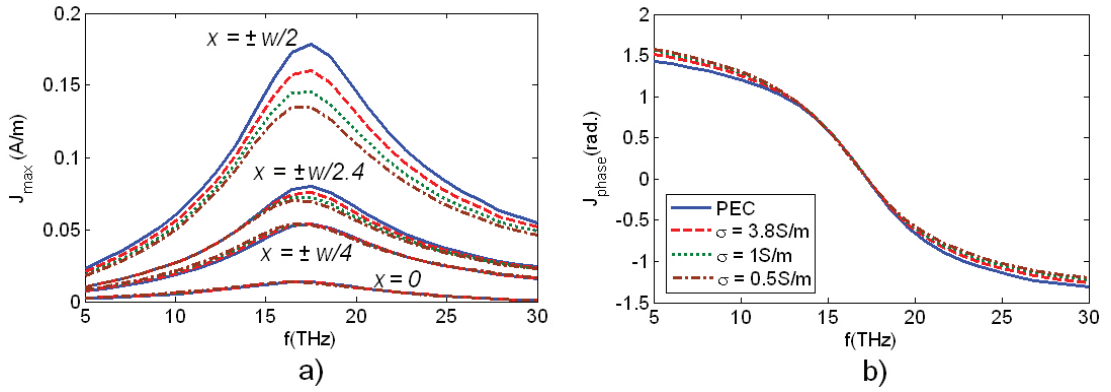 0.2
0.15
0.1
0.05
0
J_max (A/m)
x = ± w/2
x = ± w/2.4
x = ± w/4
x = 0
5 10 15 20 25 30
f(THz)
a)
1.5
1
0.5
0
-0.5
-1
-1.5
J_phase(rad.)
PEC
σ = 3.8S/m
σ = 1S/m
σ = 0.5S/m
5 10 15 20 25 30
f(THz)
b)